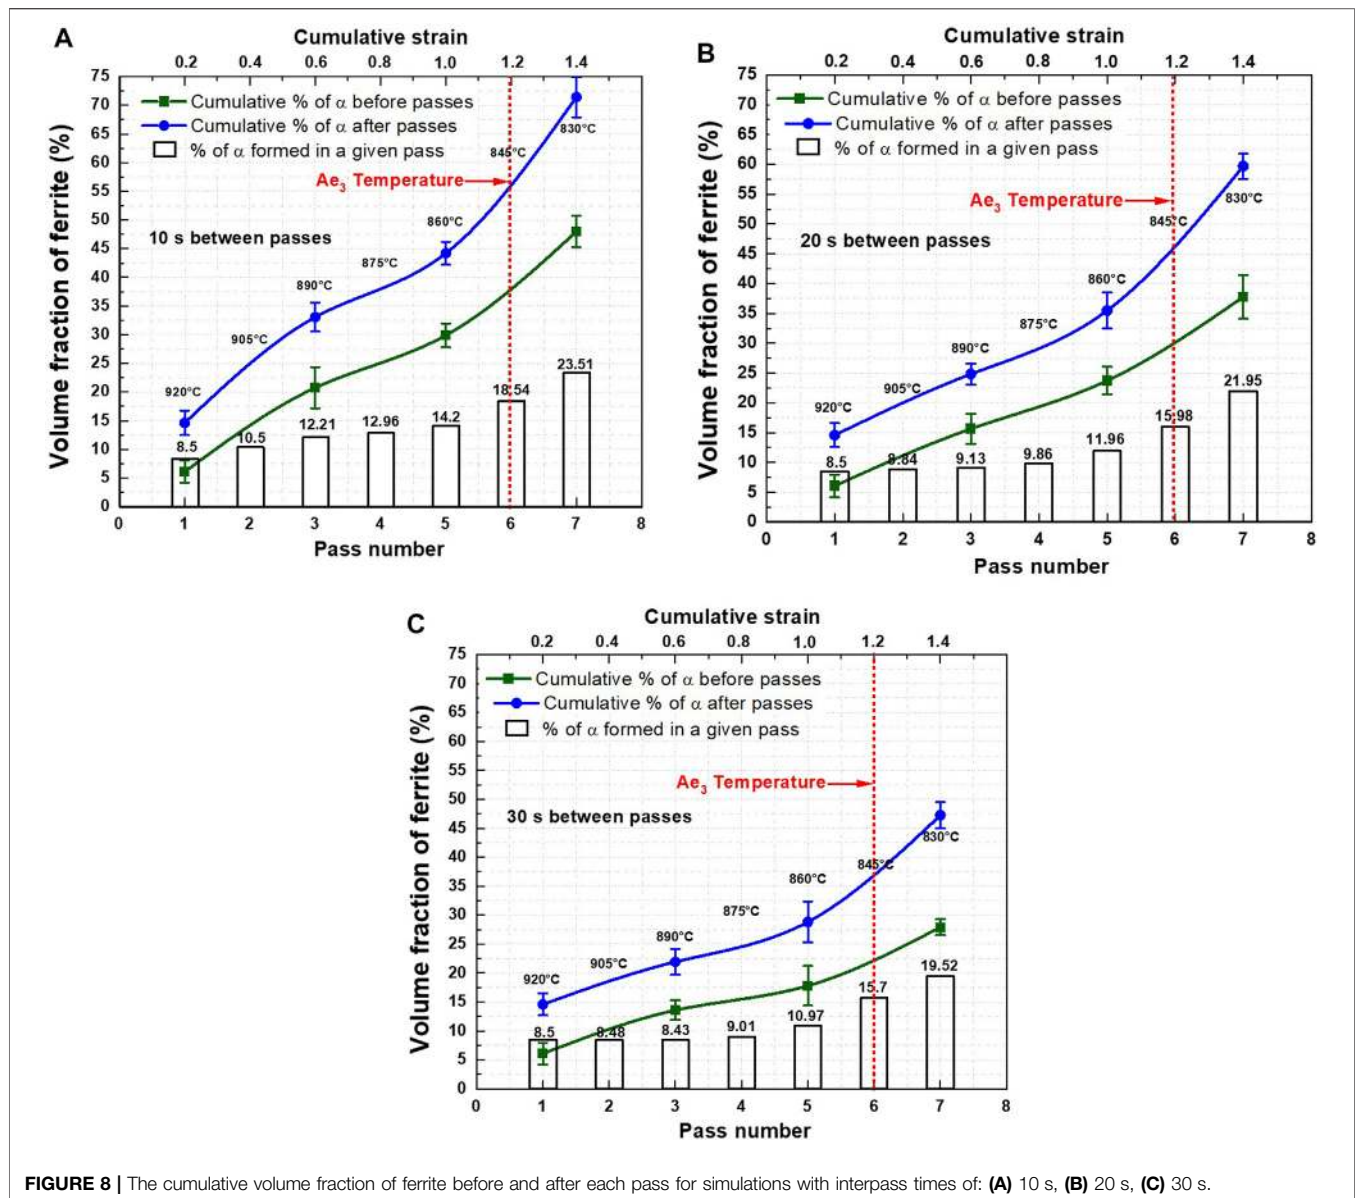 A
Cumulative strain
0.2 0.4 0.6 0.8 1.0 1.2 1.4
75
70
65
60
55
50
45
40
35
30
25
20
15
10
5
0
Volume fraction of ferrite (%)
Cumulative % of α before passes
Cumulative % of α after passes
% of α formed in a given pass
Ae3 Temperature
10 s between passes
920°C
905°C
890°C
875°C
860°C
845°C
830°C
8.5
10.5
12.21
12.96
14.2
18.54
23.51
0 1 2 3 4 5 6 7 8
Pass number
B
Cumulative strain
0.2 0.4 0.6 0.8 1.0 1.2 1.4
75
70
65
60
55
50
45
40
35
30
25
20
15
10
5
0
Volume fraction of ferrite (%)
Cumulative % of α before passes
Cumulative % of α after passes
% of α formed in a given pass
Ae3 Temperature
20 s between passes
920°C
905°C
890°C
875°C
860°C
845°C
830°C
8.5
8.84
9.13
9.86
11.96
15.98
21.95
0 1 2 3 4 5 6 7 8
Pass number
C
Cumulative strain
0.2 0.4 0.6 0.8 1.0 1.2 1.4
75
70
65
60
55
50
45
40
35
30
25
20
15
10
5
0
Volume fraction of ferrite (%)
Cumulative % of α before passes
Cumulative % of α after passes
% of α formed in a given pass
Ae3 Temperature
30 s between passes
920°C
905°C
890°C
875°C
860°C
845°C
830°C
8.5
8.48
8.43
9.01
10.97
15.7
19.52
0 1 2 3 4 5 6 7 8
Pass number
FIGURE 8 | The cumulative volume fraction of ferrite before and after each pass for simulations with interpass times of: (A) 10 s, (B) 20 s, (C) 30 s.